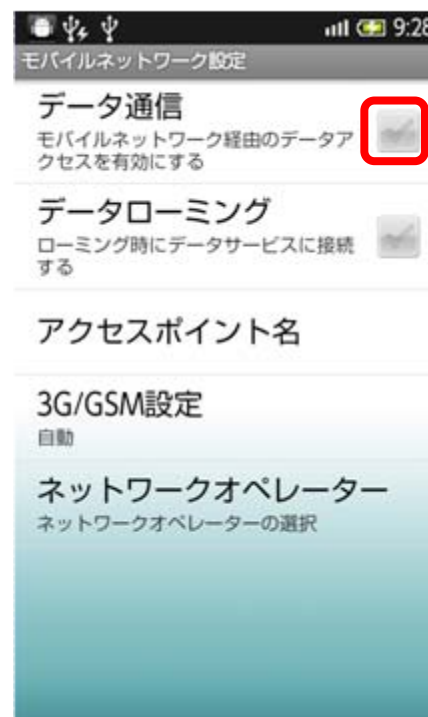 9:28
モバイルネットワーク設定
データ通信
モバイルネットワーク経由のデータア
クセスを有効にする
データローミング
ローミング時にデータサービスに接続
する
アクセスポイント名
3G/GSM設定
自動
ネットワークオペレーター
ネットワークオペレーターの選択